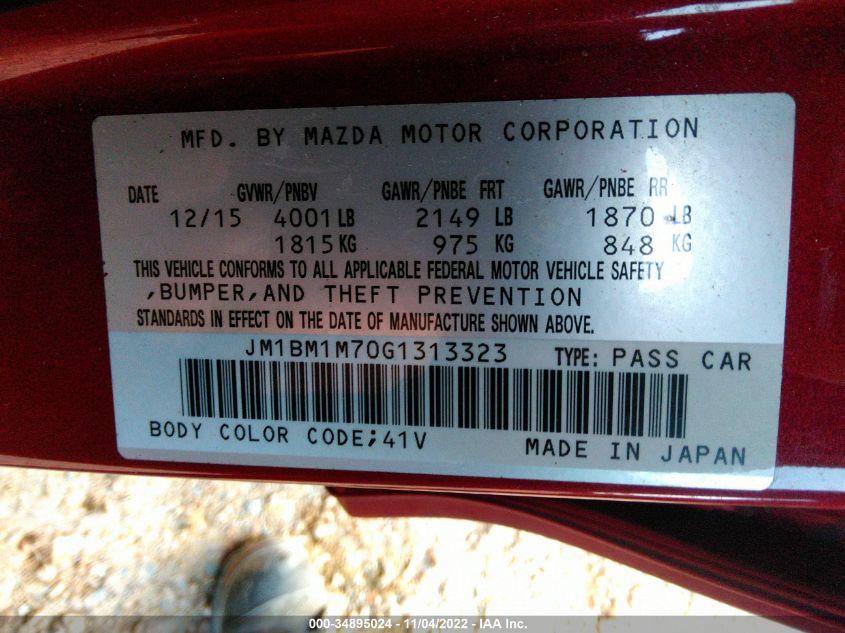 MFD. BY MAZDA MOTOR CORPORATION
DATE GVWR/PNBV GAWR/PNBE FRT GAWR/PNBE RR
12/15 4001 LB 2149 LB 1870 LB
1815 KG 975 KG 848 KG
THIS VEHICLE CONFORMS TO ALL APPLICABLE FEDERAL MOTOR VEHICLE SAFETY
,BUMPER,AND THEFT PREVENTION
STANDARDS IN EFFECT ON THE DATE OF MANUFACTURE SHOWN ABOVE.
JM1BM1M70G1313323 TYPE: PASS CAR
BODY COLOR CODE;41V MADE IN JAPAN
000-34895024 - 11/04/2022 - IAA Inc.